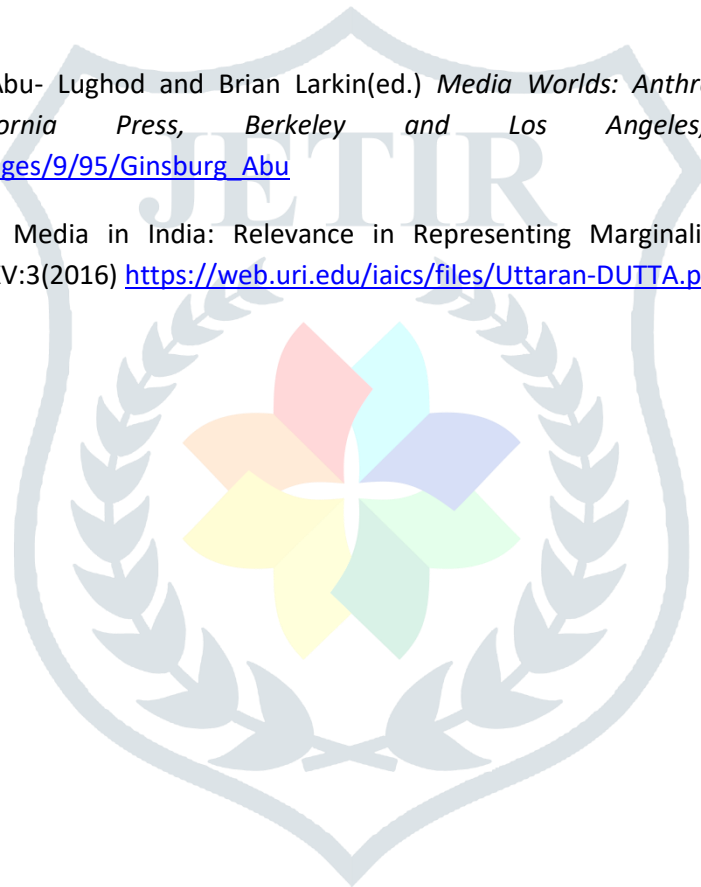 Abu- Lughod and Brian Larkin(ed.) Media Worlds: Anthr
ornia Press, Berkeley and Los Angeles
ges/9/95/Ginsburg_Abu
JETIR
Media in India: Relevance in Representing Marginali
V:3(2016) https://web.uri.edu/iaics/files/Uttaran-DUTTA.p